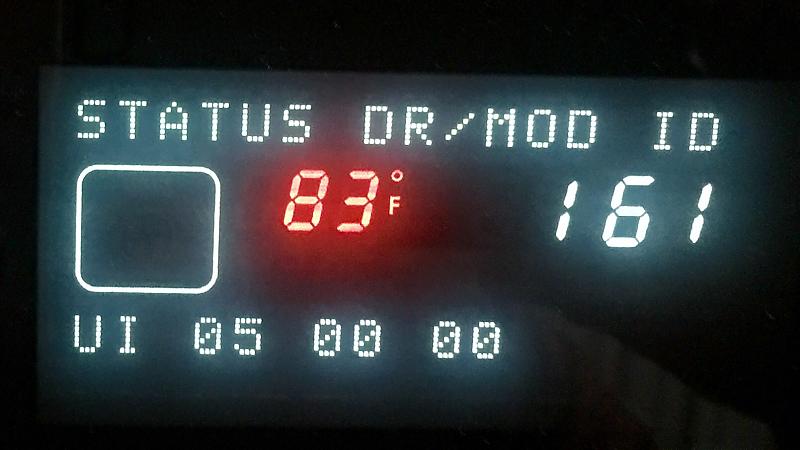 STATUS DR/MOD ID
83°F 161
UI 05 00 00